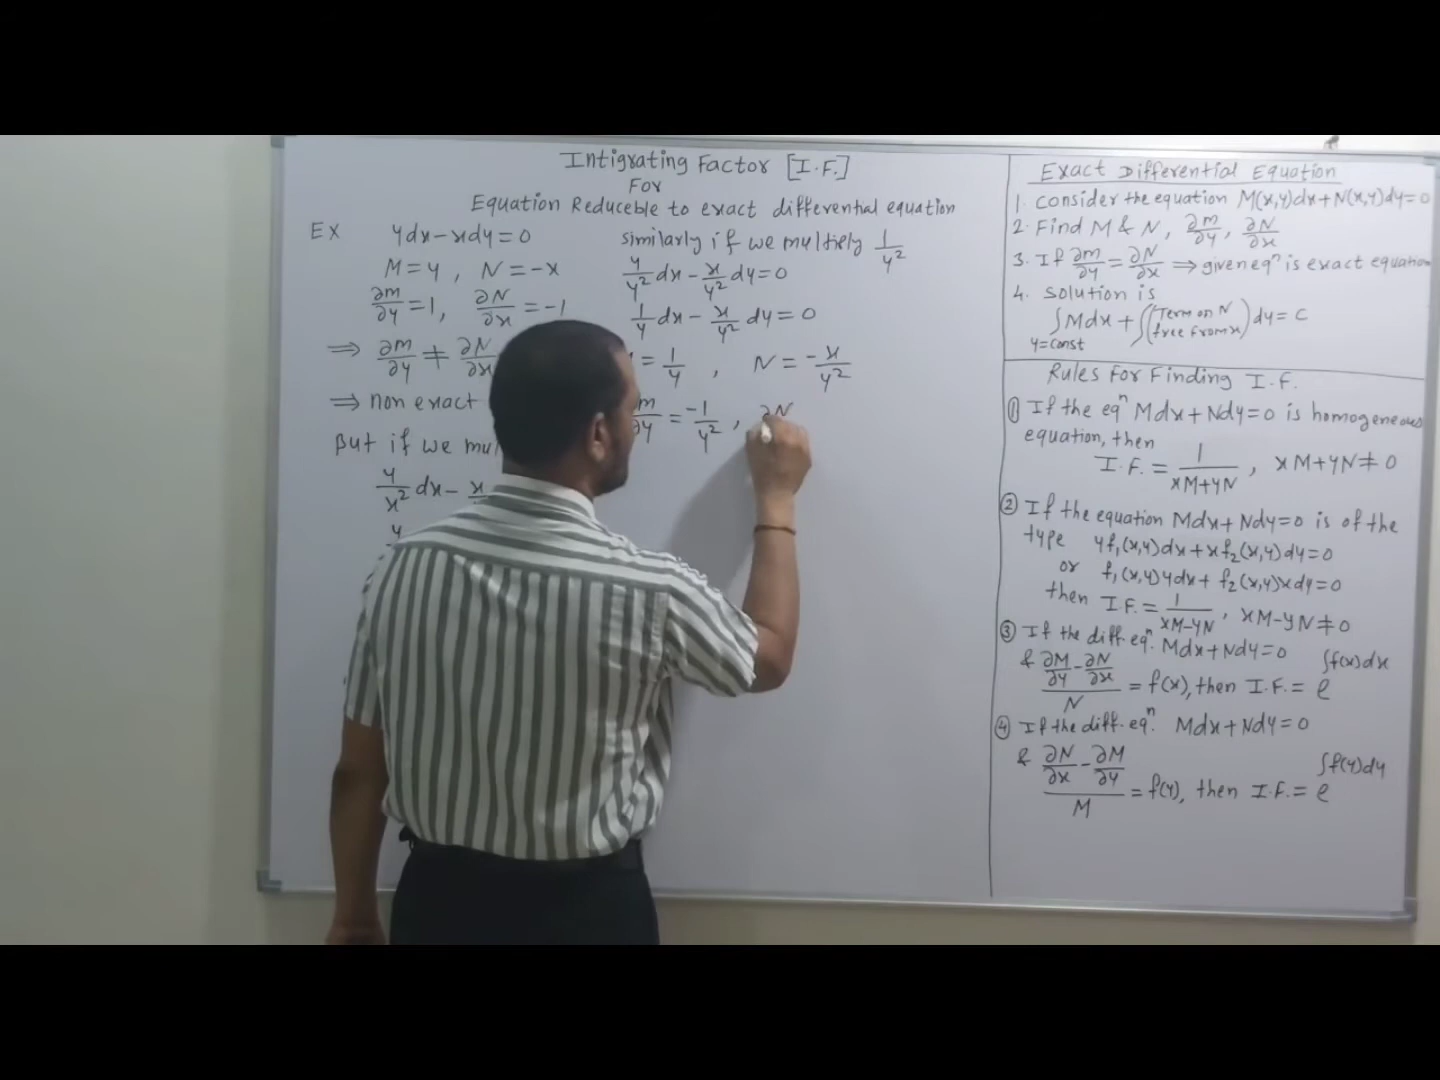 Intigrating Factor [I.F.]
For
Equation Reduceble to exact differential equation
Ex ydx-xdy=0
M=y, N=-x
∂m/∂y=1, ∂N/∂x=-1
⇒ ∂m/∂y ≠ ∂N/∂x
⇒ non exact
But if we mul
y/x² dx - x
y
similarly if we multiply 1/y²
y/y² dx - x/y² dy=0
1/y dx - x/y² dy=0
= 1/y, N = -x/y²
∂m/∂y = -1/y², ∂N
Exact Differential Equation
1. consider the equation M(x,y)dx+N(x,y)dy=0
2. Find M & N, ∂m/∂y, ∂N/∂x
3. If ∂m/∂y = ∂N/∂x ⇒ given eqⁿ is exact equation
4. solution is
∫Mdx + ∫(Term on N free from x)dy=c
y=const
Rules For Finding I.F.
① If the eqⁿ Mdx+Ndy=0 is homogeneous
equation, then
I.F. = 1/(xM+yN), xM+yN≠0
② If the equation Mdx+Ndy=0 is of the
type yf₁(x,y)dx+xf₂(x,y)dy=0
or f₁(x,y)ydx+f₂(x,y)xdy=0
then I.F.=1/(xM-yN), xM-yN≠0
③ If the diff.eqⁿ. Mdx+Ndy=0
& (∂M/∂y-∂N/∂x)/N = f(x), then I.F.= e^∫f(x)dx
④ If the diff.eqⁿ. Mdx+Ndy=0
& (∂N/∂x-∂M/∂y)/M = f(y), then I.F.= e^∫f(y)dy